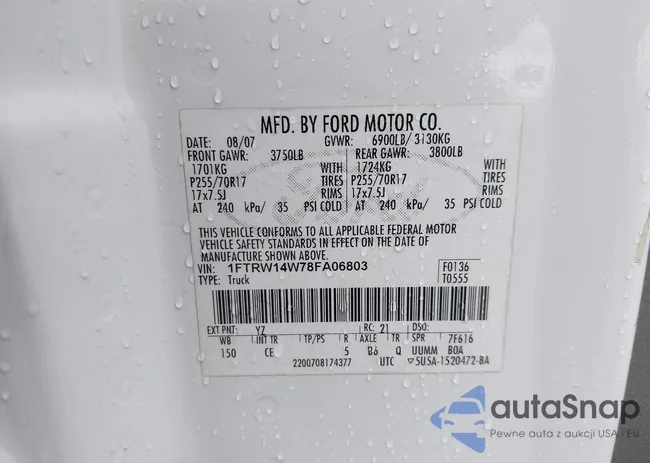 MFD. BY FORD MOTOR CO.
DATE: 08/07 GVWR: 6900LB/ 3130KG
FRONT GAWR: 3750LB REAR GAWR: 3800LB
1701KG WITH 1724KG WITH
P255/70R17 TIRES P255/70R17 TIRES
17x7.5J RIMS 17x7.5J RIMS
AT 240 kPa/ 35 PSI COLD AT 240 kPa/ 35 PSI COLD
THIS VEHICLE CONFORMS TO ALL APPLICABLE FEDERAL MOTOR
VEHICLE SAFETY STANDARDS IN EFFECT ON THE DATE OF
MANUFACTURE SHOWN ABOVE.
VIN: 1FTRW14W78FA06803 F0136
TYPE: Truck T0555
EXT PNT: YZ RC: 21 DSO:
WB INT TR TP/PS R AXLE TR SPR 7F616
150 CE 5 B6 Q UUMM BOA
2200708174377 UTC ▽5U5A-1520472-BA
autaSnap
Pewne auta z aukcji USA i EU